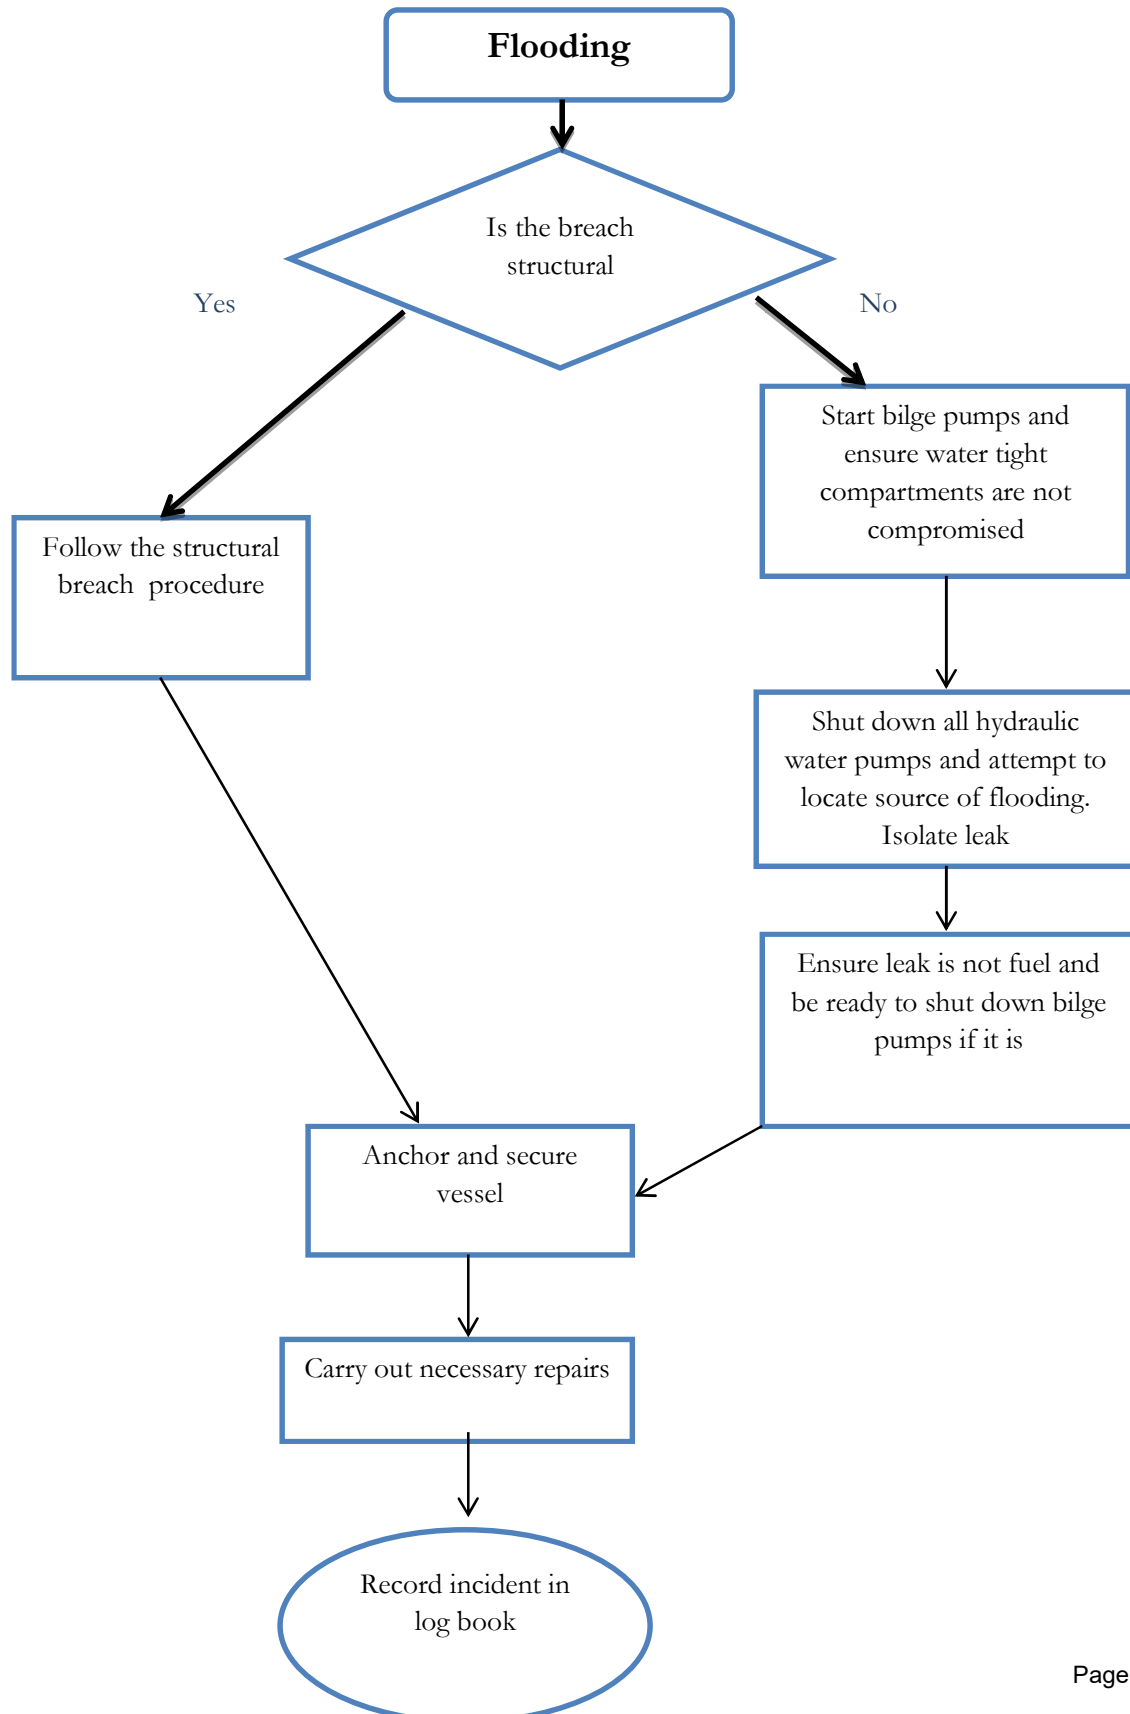 Flooding
Is the breach
structural
Yes
No
Start bilge pumps and
ensure water tight
compartments are not
compromised
Follow the structural
breach  procedure
Shut down all hydraulic
water pumps and attempt to
locate source of flooding.
Isolate leak
Ensure leak is not fuel and
be ready to shut down bilge
pumps if it is
Anchor and secure
vessel
Carry out necessary repairs
Record incident in
log book
Page